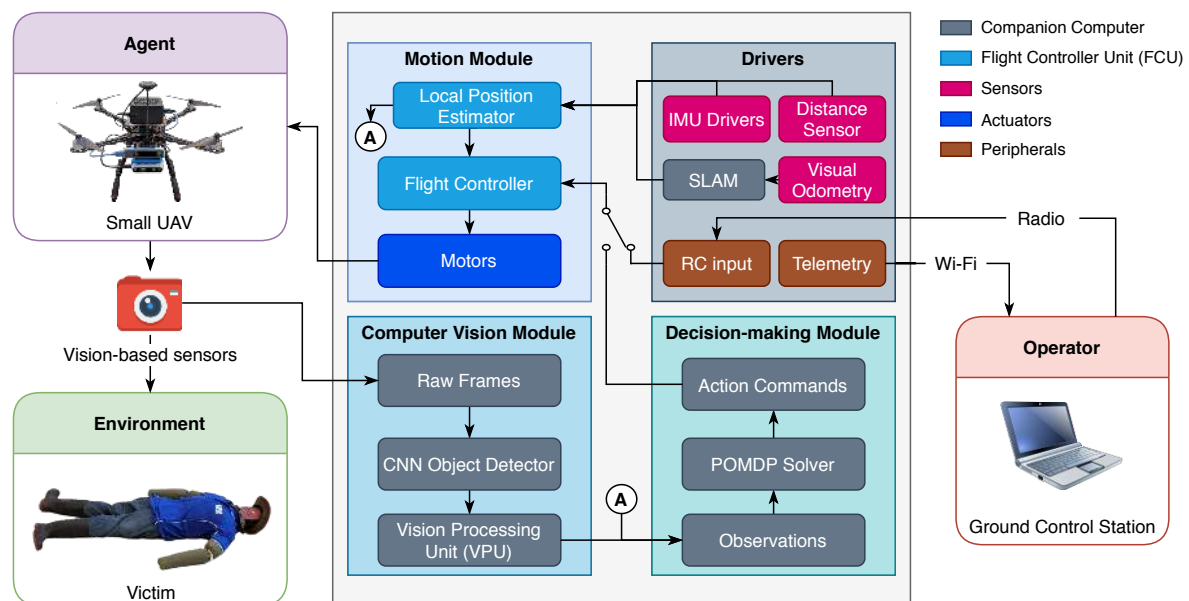 Agent
Small UAV
Vision-based sensors
Environment
Victim
Motion Module
Local Position
Estimator
A
Flight Controller
Motors
Drivers
IMU Drivers
Distance
Sensor
SLAM
Visual
Odometry
RC input
Telemetry
Computer Vision Module
Raw Frames
CNN Object Detector
Vision Processing
Unit (VPU)
A
Decision-making Module
Action Commands
POMDP Solver
Observations
Companion Computer
Flight Controller Unit (FCU)
Sensors
Actuators
Peripherals
Radio
Wi-Fi
Operator
Ground Control Station